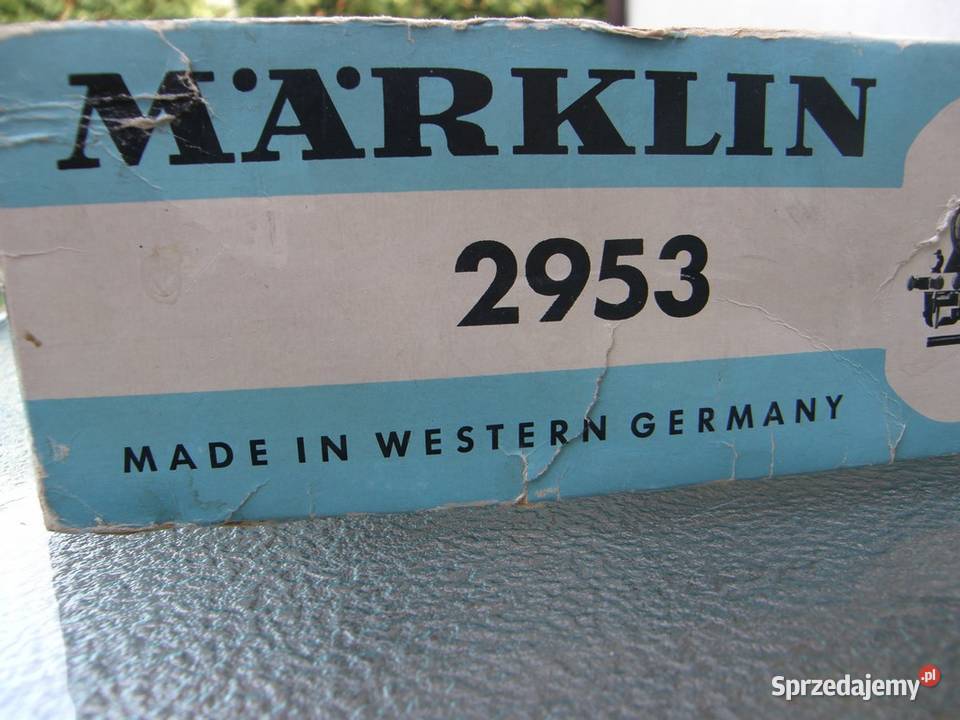 MÄRKLIN
2953
MADE IN WESTERN GERMANY
Sprzedajemy.pl